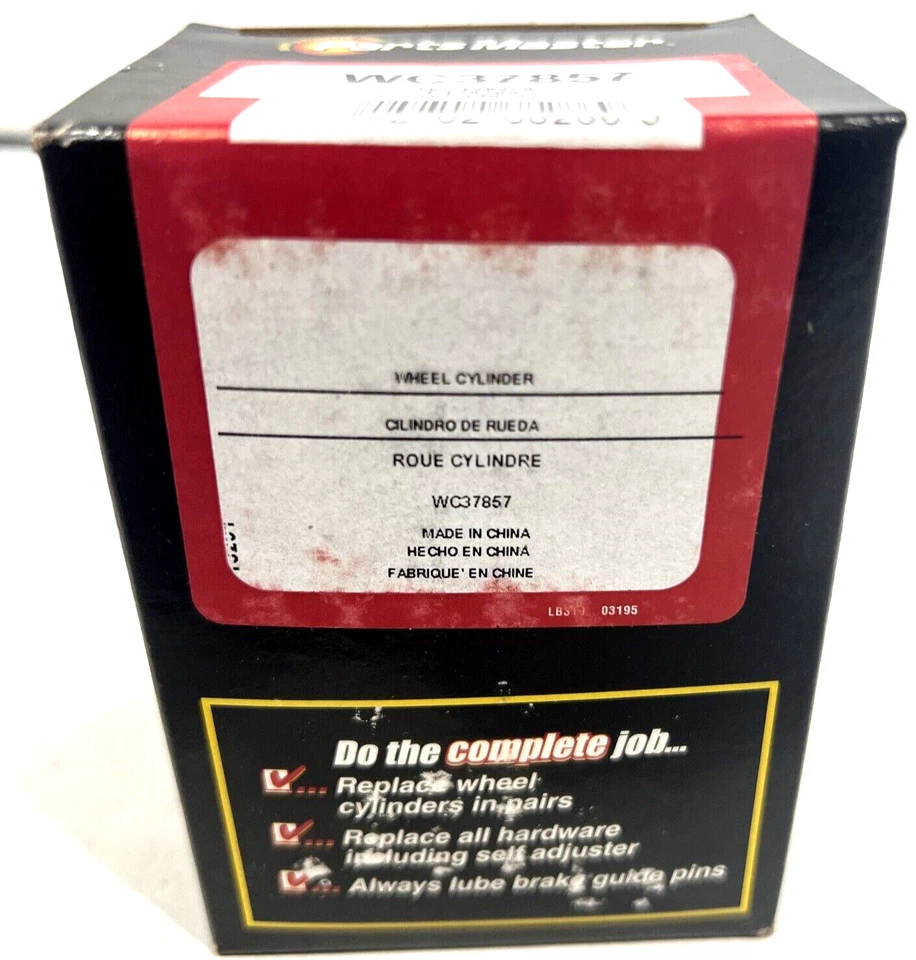 Parts Master
WC37857
WHEEL CYLINDER
CILINDRO DE RUEDA
ROUE CYLINDRE
WC37857
MADE IN CHINA
HECHO EN CHINA
FABRIQUE' EN CHINE
03195
Do the complete job...
... Replace wheel
cylinders in pairs
... Replace all hardware
including self adjuster
... Always lube brake guide pins